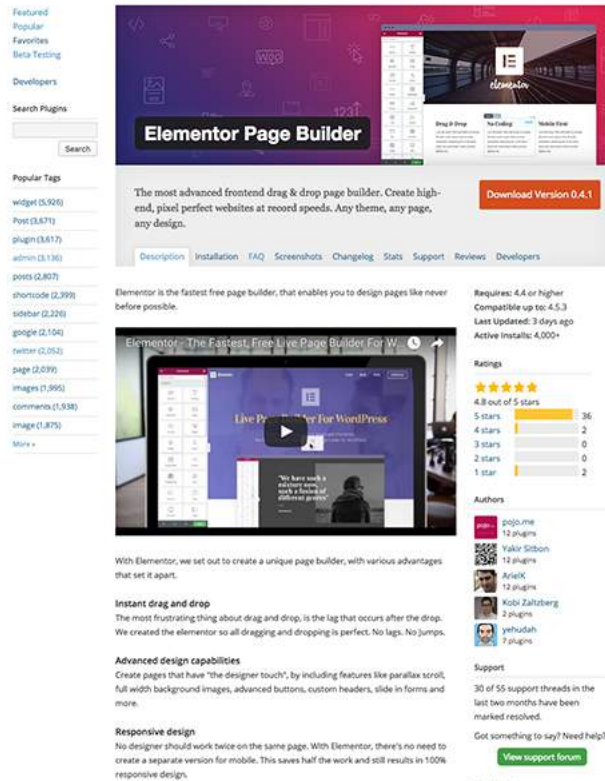 Featured
Popular
Favorites
Beta Testing
Developers
Search Plugins
Search
Popular Tags
widget (5,926)
Post (3,671)
plugin (3,617)
admin (3,136)
posts (2,807)
shortcode (2,399)
sidebar (2,226)
google (2,104)
twitter (2,052)
page (2,039)
images (1,995)
comments (1,938)
image (1,875)
More »
Woo
elementor
Drag & Drop
No Coding
Mobile First
Elementor Page Builder
The most advanced frontend drag & drop page builder. Create high-
end, pixel perfect websites at record speeds. Any theme, any page,
any design.
Download Version 0.4.1
Description Installation FAQ Screenshots Changelog Stats Support Reviews Developers
Elementor is the fastest free page builder, that enables you to design pages like never
before possible.
Elementor - The Fastest, Free Live Page Builder For W...
Live Page Builder For WordPress
"We have such a
mixture now,
such a fusion of
different genres"
With Elementor, we set out to create a unique page builder, with various advantages
that set it apart.
Instant drag and drop
The most frustrating thing about drag and drop, is the lag that occurs after the drop.
We created the elementor so all dragging and dropping is perfect. No lags. No Jumps.
Advanced design capabilities
Create pages that have "the designer touch", by including features like parallax scroll,
full width background images, advanced buttons, custom headers, slide in forms and
more.
Responsive design
No designer should work twice on the same page. With Elementor, there's no need to
create a separate version for mobile. This saves half the work and still results in 100%
responsive design.
Requires: 4.4 or higher
Compatible up to: 4.5.3
Last Updated: 3 days ago
Active Installs: 4,000+
Ratings
4.8 out of 5 stars
5 stars 36
4 stars 2
3 stars 0
2 stars 0
1 star 2
Authors
pojo.me
12 plugins
Yakir Sitbon
12 plugins
ArielK
12 plugins
Kobi Zaltzberg
2 plugins
yehudah
7 plugins
Support
30 of 55 support threads in the
last two months have been
marked resolved.
Got something to say? Need help?
View support forum